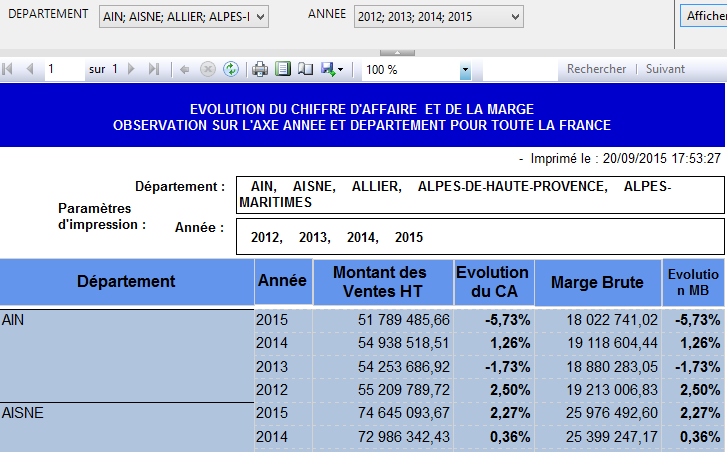 DEPARTEMENT AIN; AISNE; ALLIER; ALPES- ANNEE 2012; 2013; 2014; 2015 Afficher
1 sur 1 100 % Rechercher | Suivant
EVOLUTION DU CHIFFRE D'AFFAIRE ET DE LA MARGE
OBSERVATION SUR L'AXE ANNEE ET DEPARTEMENT POUR TOUTE LA FRANCE
- Imprimé le : 20/09/2015 17:53:27
Paramètres d'impression :
Département : AIN, AISNE, ALLIER, ALPES-DE-HAUTE-PROVENCE, ALPES-
MARITIMES
Année : 2012, 2013, 2014, 2015
Département Année Montant des Ventes HT Evolution du CA Marge Brute Evolutio n MB
AIN 2015 51 789 485,66 -5,73% 18 022 741,02 -5,73%
2014 54 938 518,51 1,26% 19 118 604,44 1,26%
2013 54 253 686,92 -1,73% 18 880 283,05 -1,73%
2012 55 209 789,72 2,50% 19 213 006,83 2,50%
AISNE 2015 74 645 093,67 2,27% 25 976 492,60 2,27%
2014 72 986 342,43 0,36% 25 399 247,17 0,36%